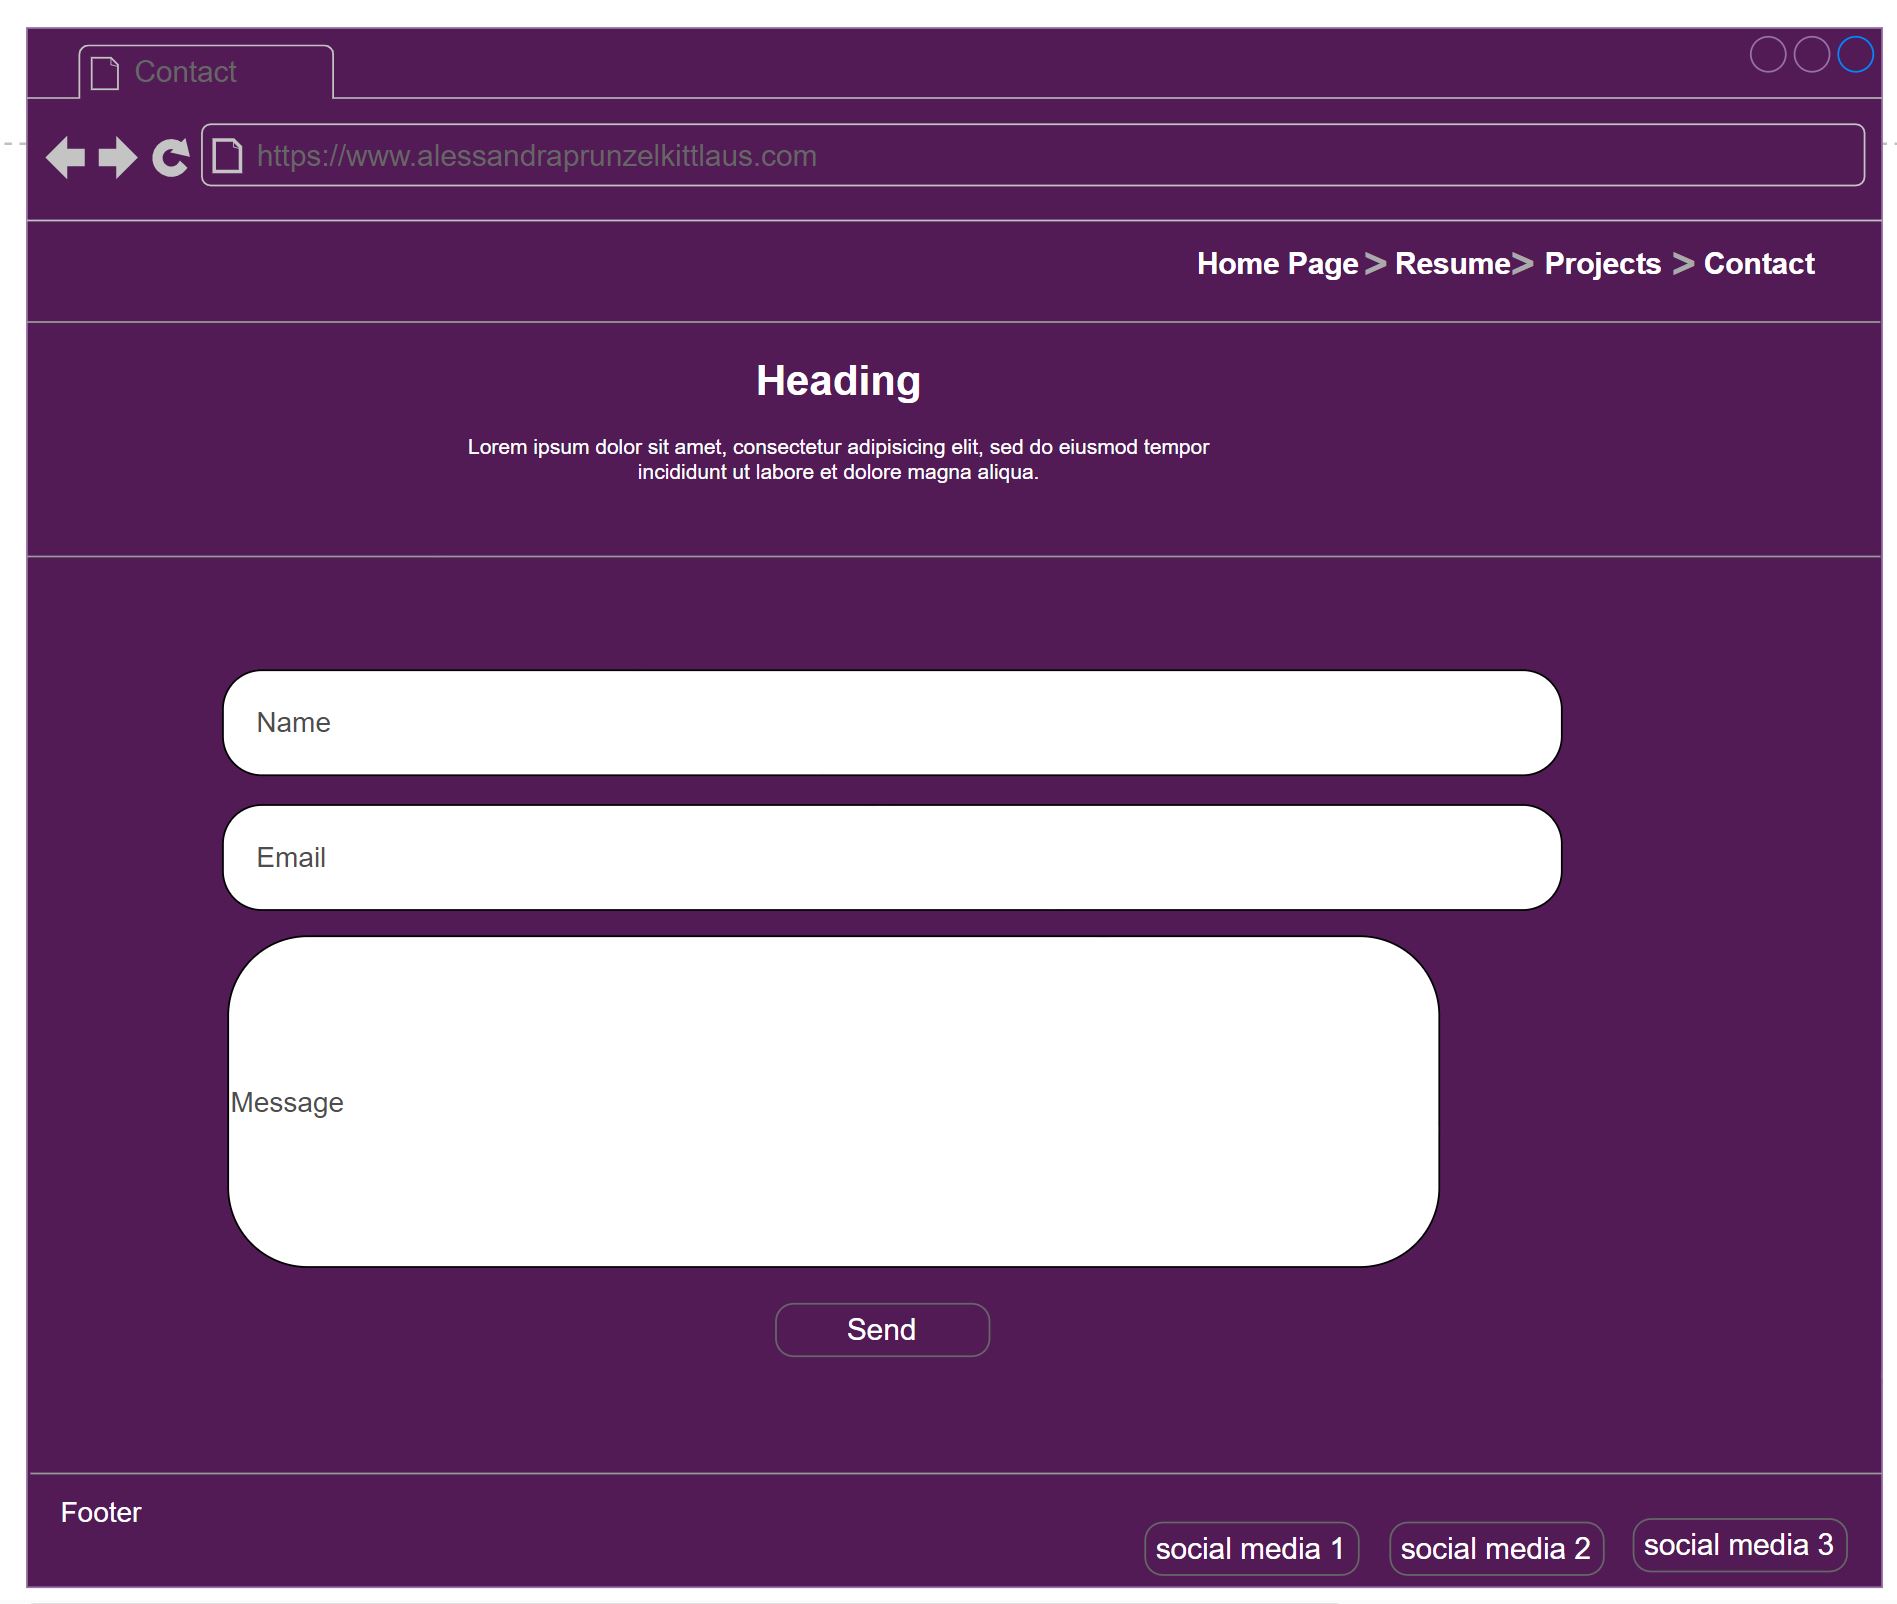 Contact
https://www.alessandraprunzelkittlaus.com
Home Page > Resume> Projects > Contact
Heading
Lorem ipsum dolor sit amet, consectetur adipisicing elit, sed do eiusmod tempor
incididunt ut labore et dolore magna aliqua.
Name
Email
Message
Send
Footer
social media 1 social media 2 social media 3